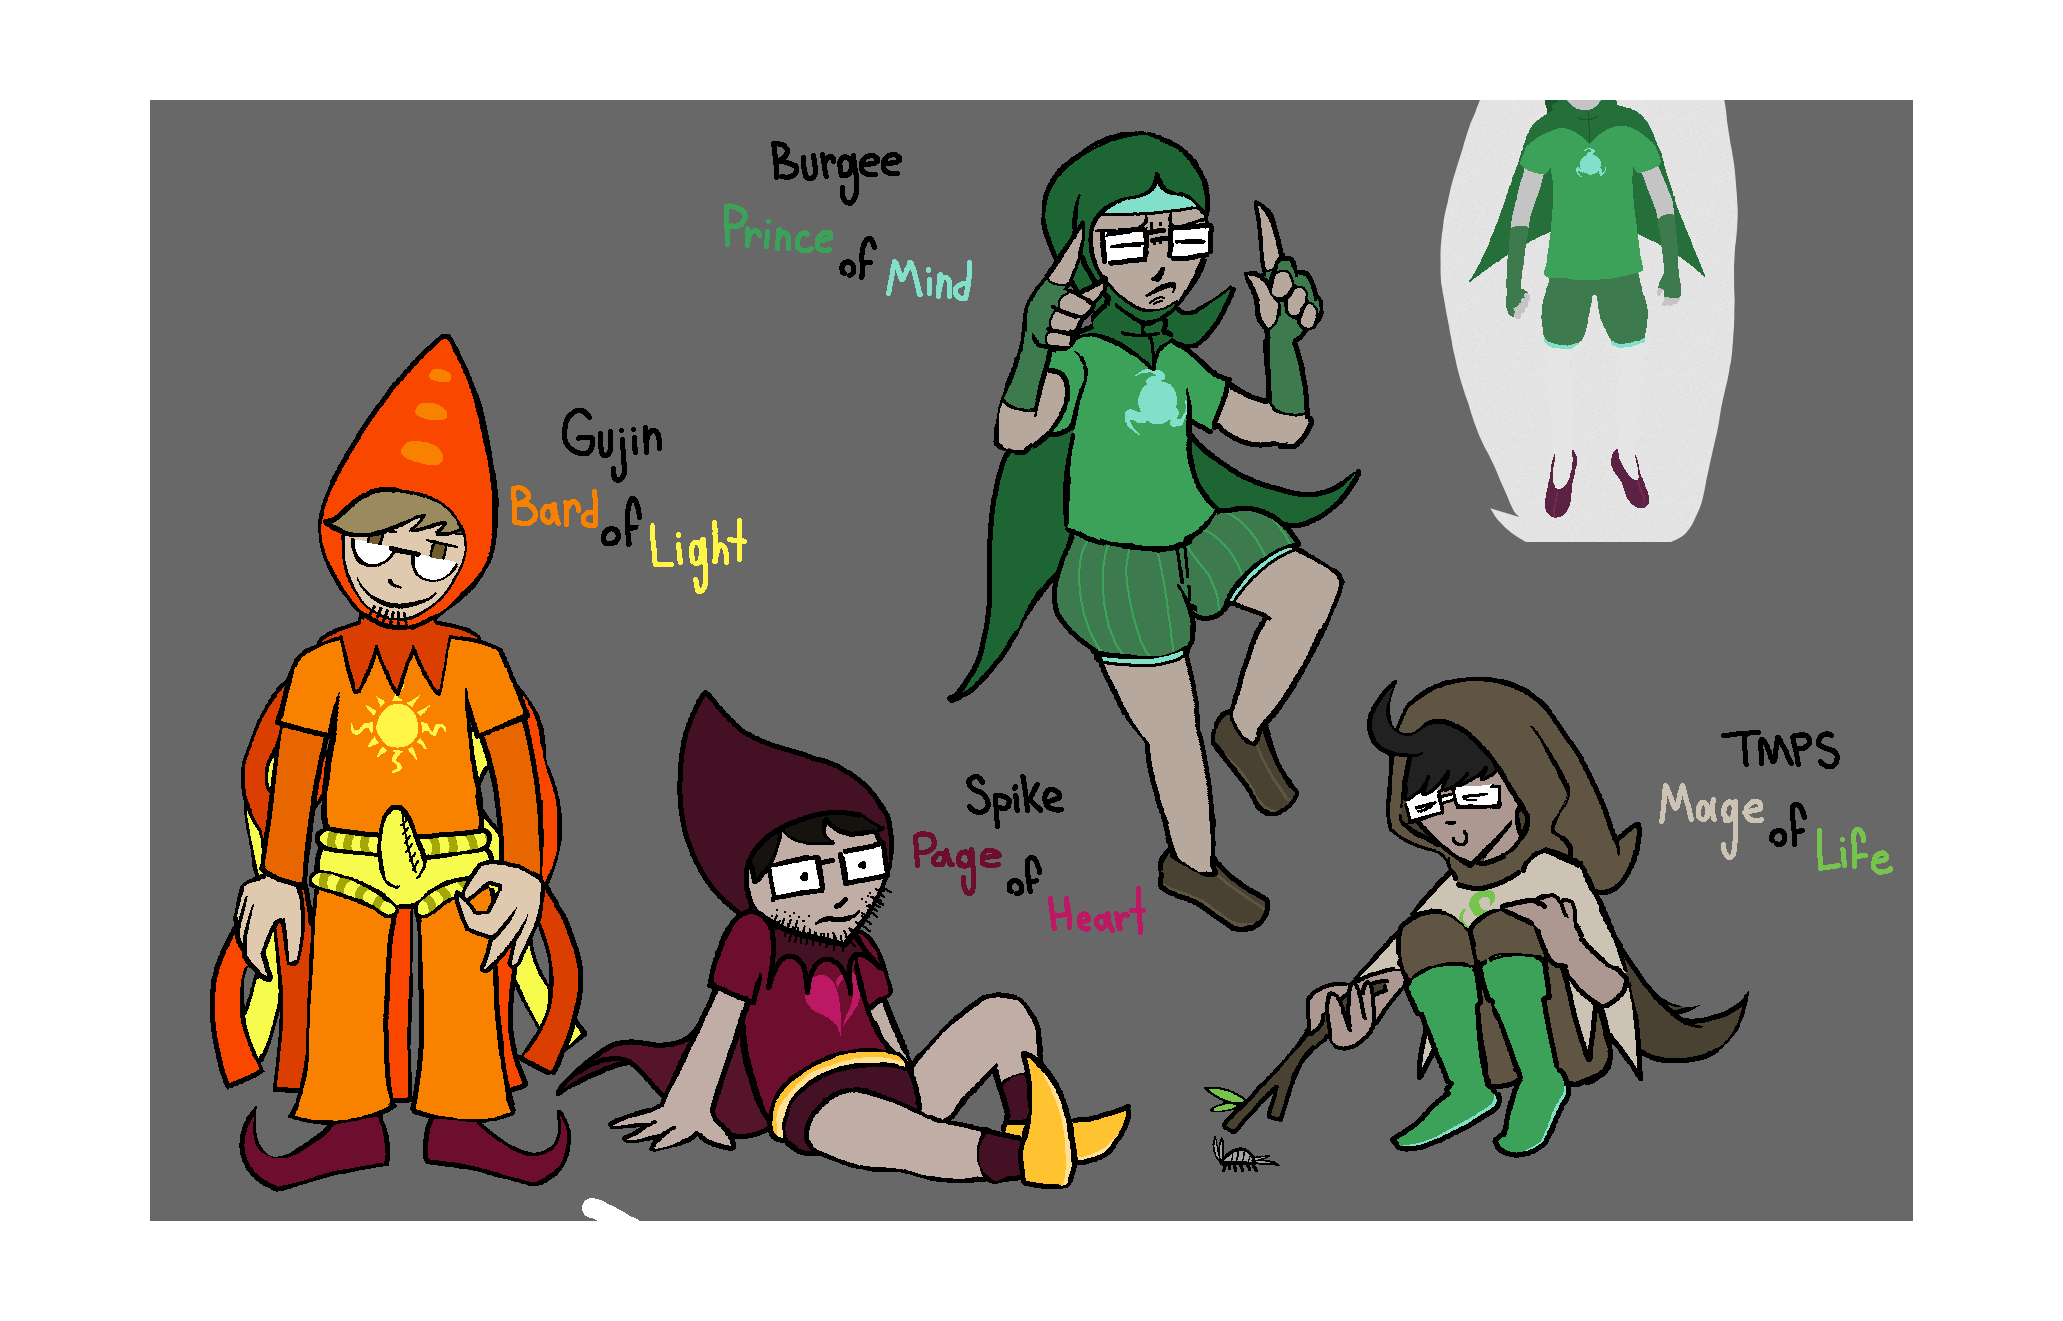 Burgee
Prince
of
Mind
Gujin
Bard
of
Light
Spike
Page
of
Heart
TMPS
Mage
of
Life